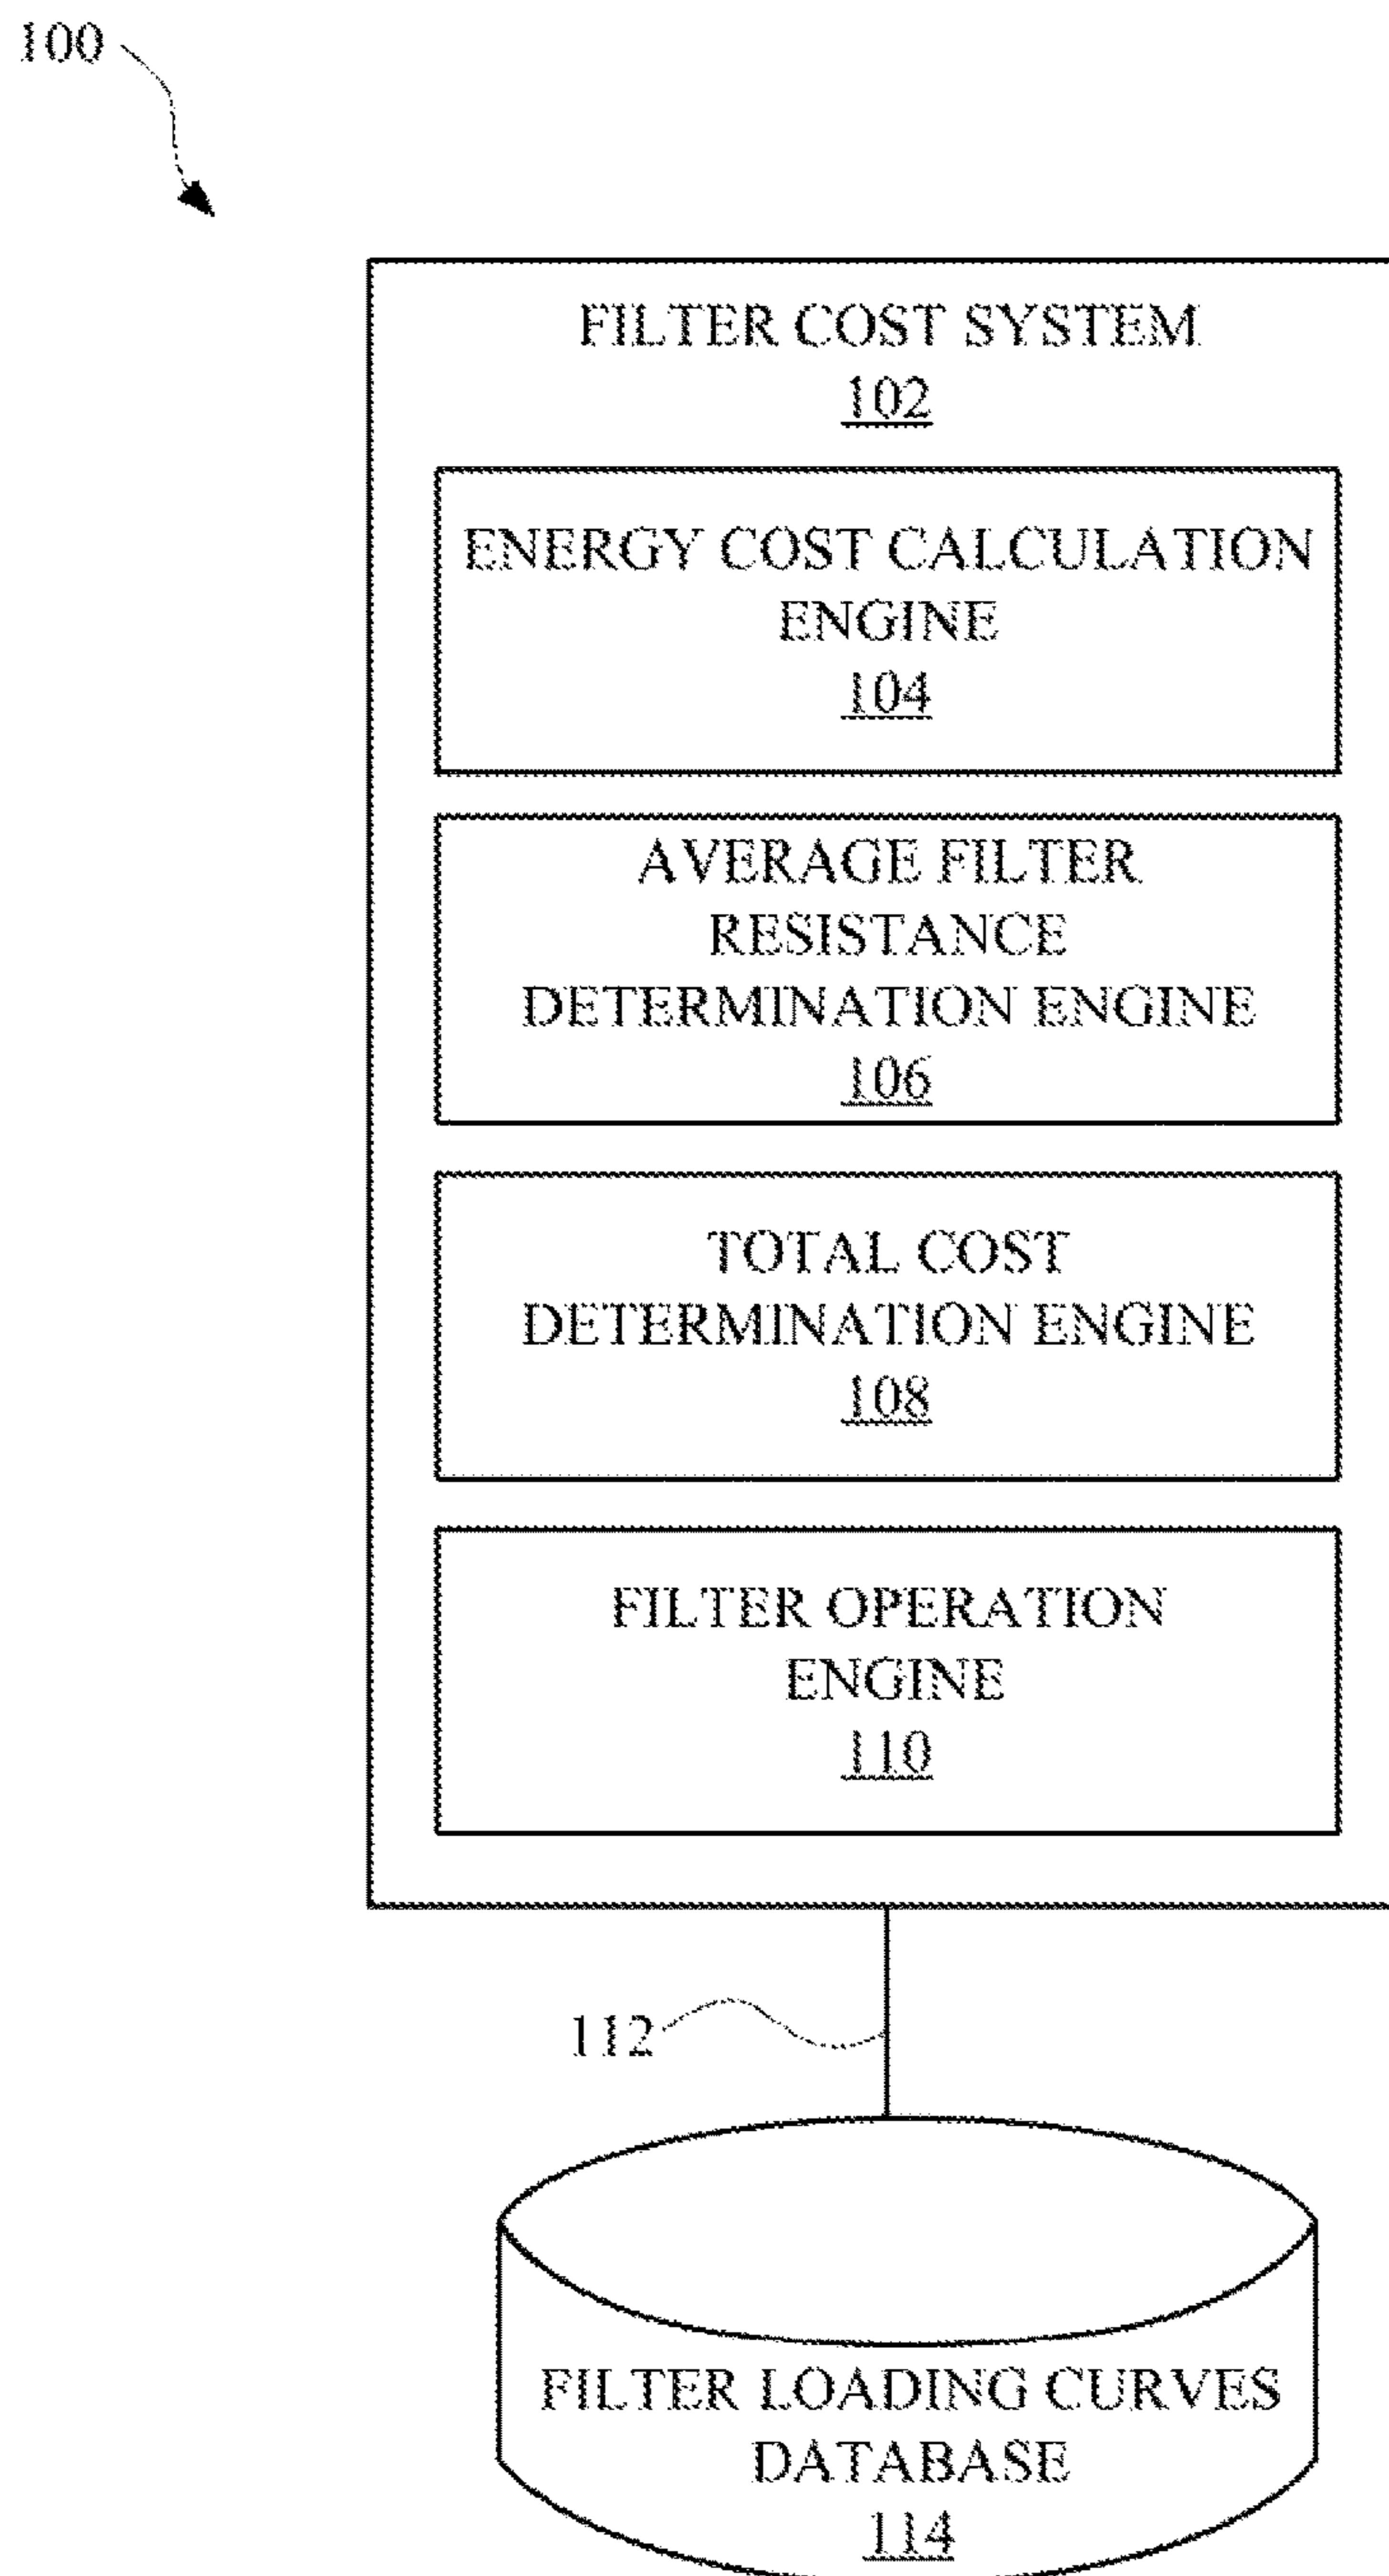 100
FILTER COST SYSTEM
102
ENERGY COST CALCULATION
ENGINE
104
AVERAGE FILTER
RESISTANCE
DETERMINATION ENGINE
106
TOTAL COST
DETERMINATION ENGINE
108
FILTER OPERATION
ENGINE
110
112
FILTER LOADING CURVES
DATABASE
114